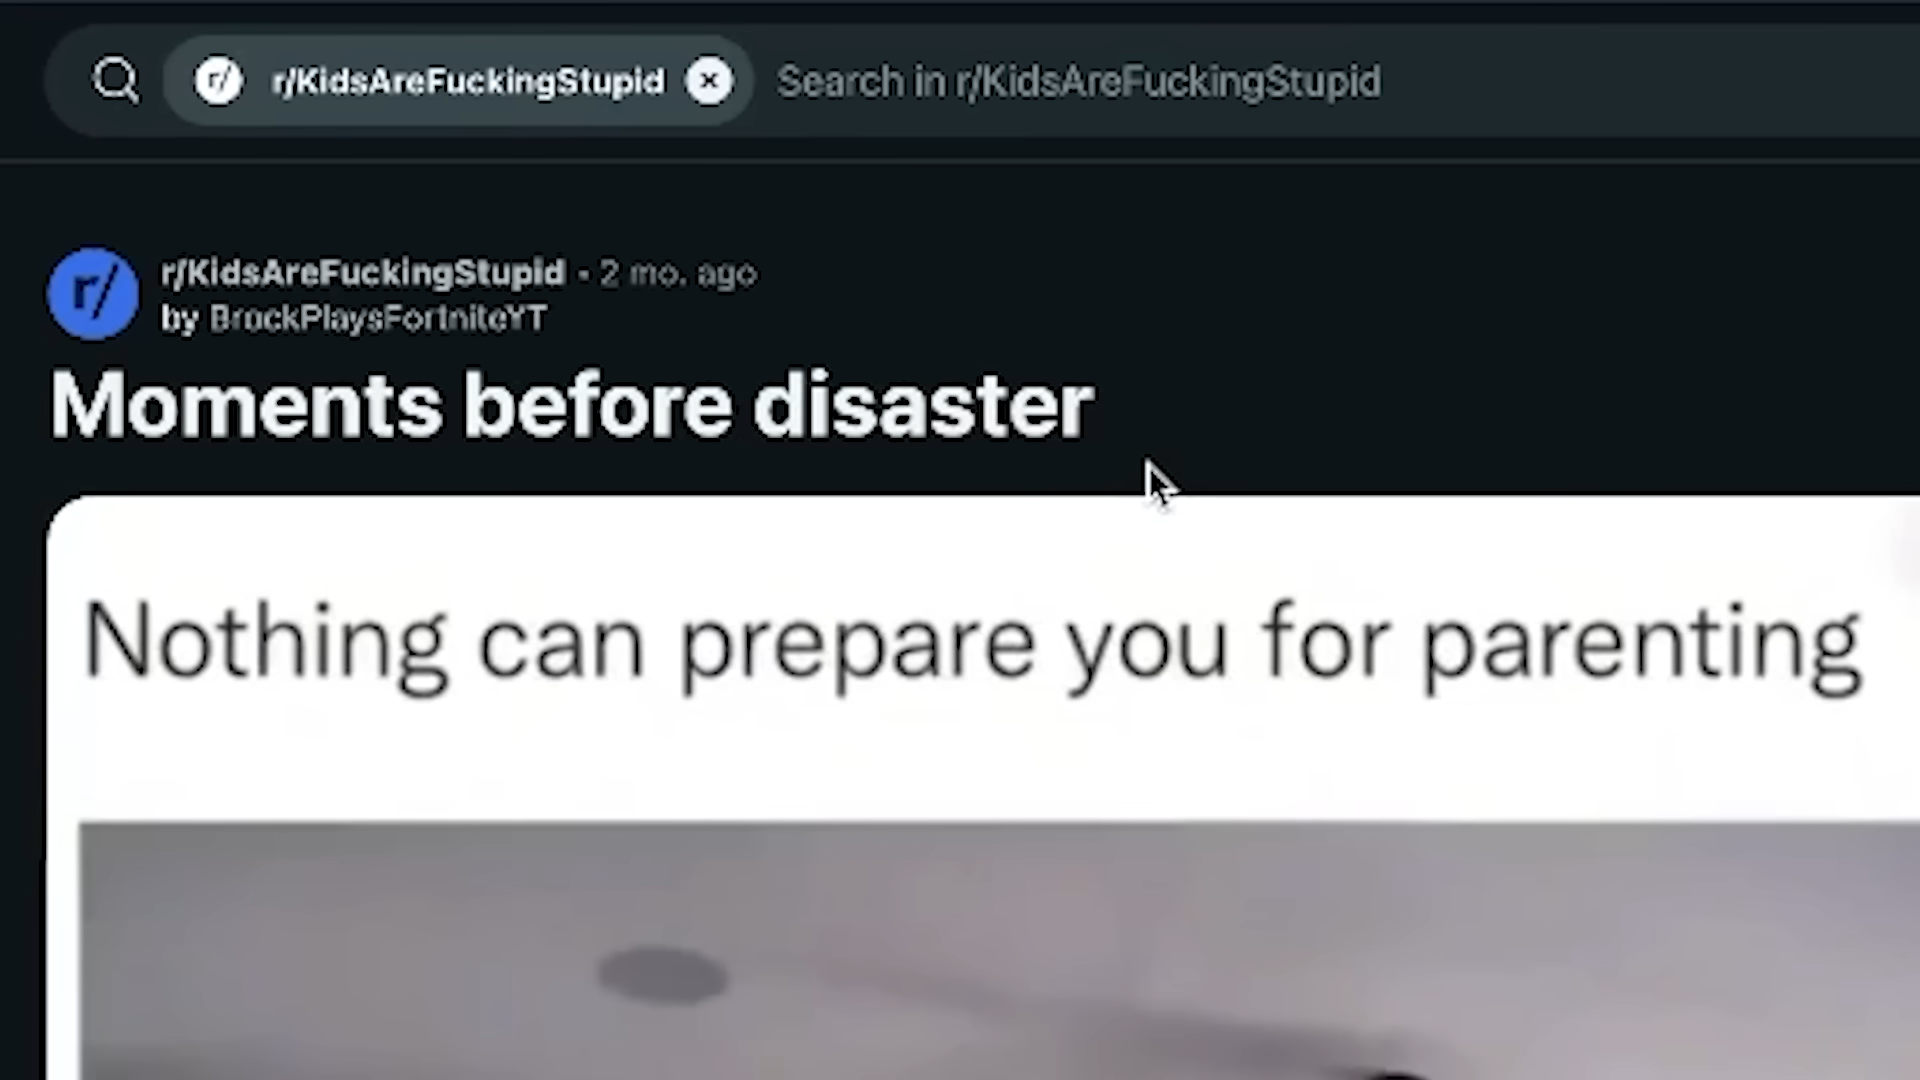 r/ r/KidsAreFuckingStupid Search in r/KidsAreFuckingStupid
r/ r/KidsAreFuckingStupid • 2 mo. ago
by BrockPlaysFortniteYT
Moments before disaster
Nothing can prepare you for parenting